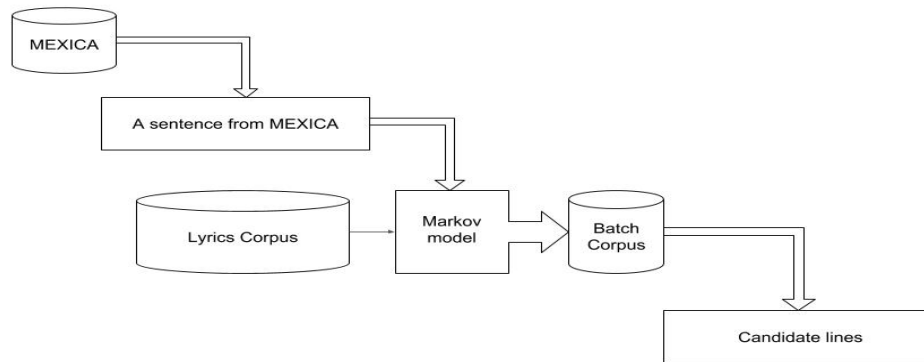 MEXICA
A sentence from MEXICA
Lyrics Corpus
Markov
model
Batch
Corpus
Candidate lines